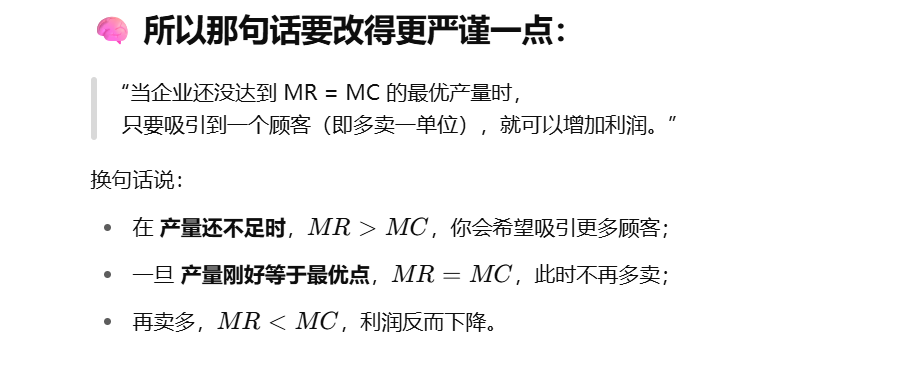 🧠 所以那句话要改得更严谨一点：
“当企业还没达到 MR = MC 的最优产量时，
只要吸引到一个顾客（即多卖一单位），就可以增加利润。”
换句话说：
• 在 产量还不足时，MR > MC，你会希望吸引更多顾客；
• 一旦 产量刚好等于最优点，MR = MC，此时不再多卖；
• 再卖多，MR < MC，利润反而下降。